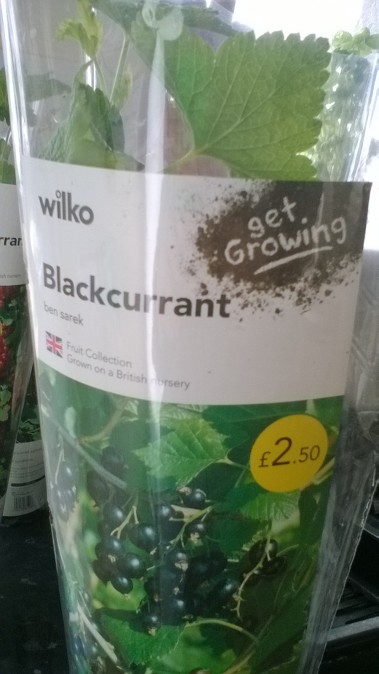 wilko
get
Growing
Blackcurrant
ben sarek
Fruit Collection
Grown on a British nursery
£2.50